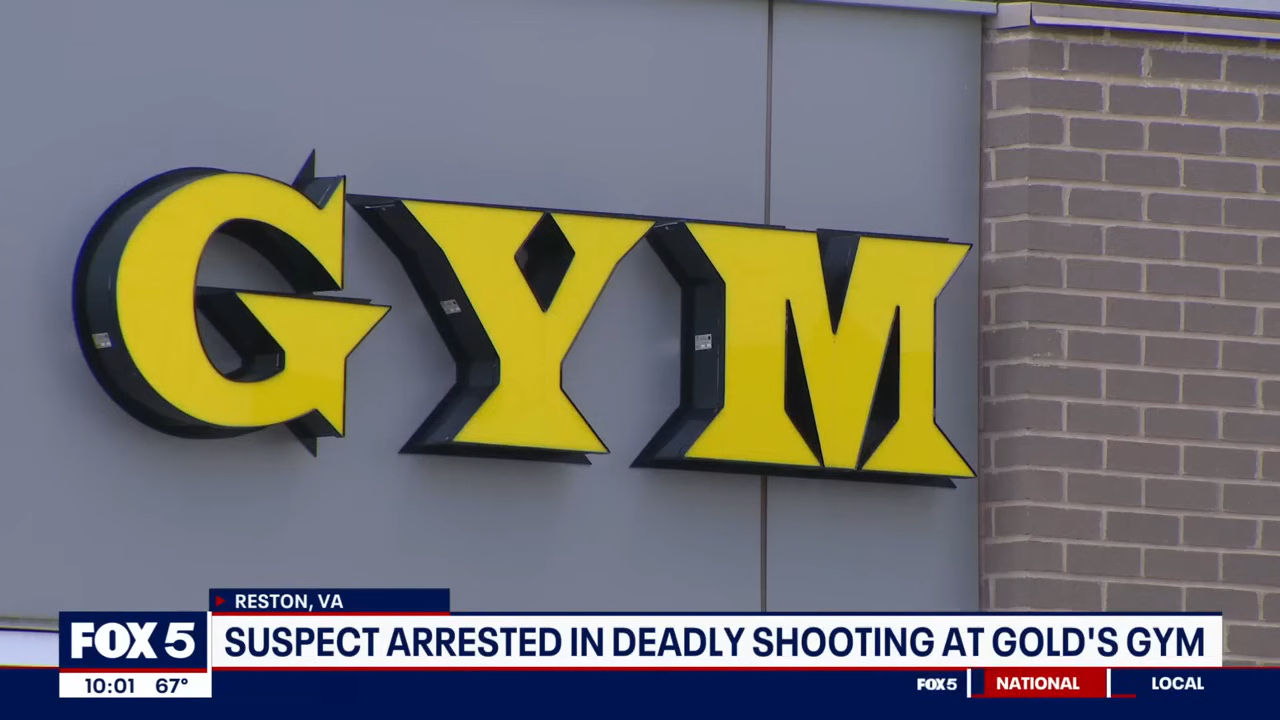 GYM
RESTON, VA
FOX 5
SUSPECT ARRESTED IN DEADLY SHOOTING AT GOLD'S GYM
10:01 67°
FOX 5 NATIONAL LOCAL